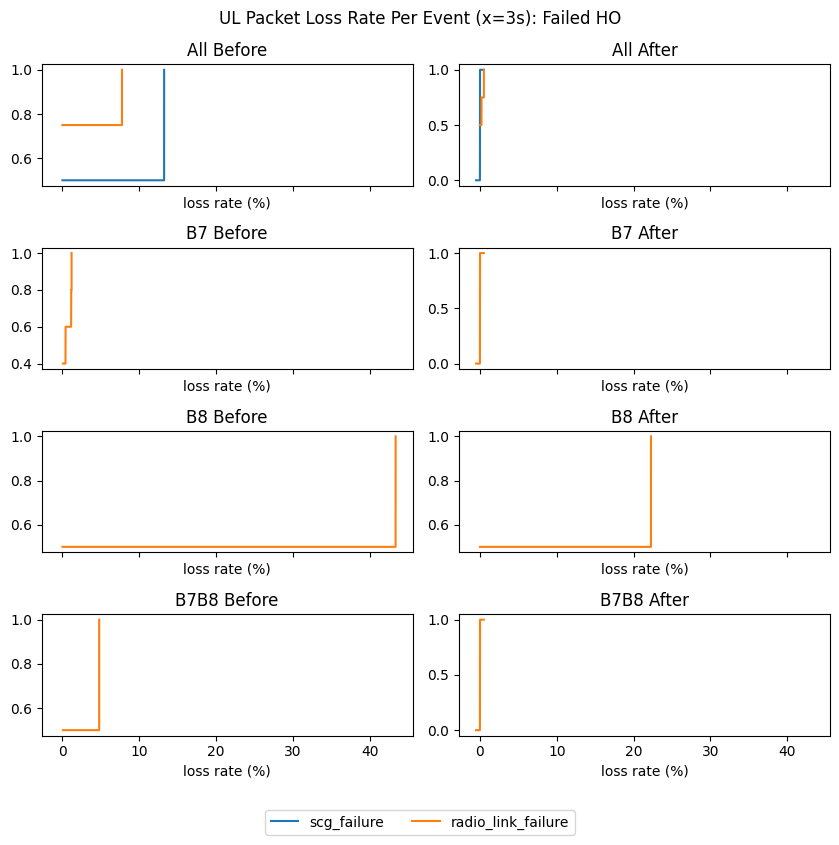 UL Packet Loss Rate Per Event (x=3s): Failed HO
All Before
1.0
0.8
0.6
loss rate (%)
All After
1.0
0.5
0.0
loss rate (%)
B7 Before
1.0
0.8
0.6
0.4
loss rate (%)
B7 After
1.0
0.5
0.0
loss rate (%)
B8 Before
1.0
0.8
0.6
loss rate (%)
B8 After
1.0
0.8
0.6
loss rate (%)
B7B8 Before
1.0
0.8
0.6
0 10 20 30 40
loss rate (%)
B7B8 After
1.0
0.5
0.0
0 10 20 30 40
loss rate (%)
scg_failure radio_link_failure